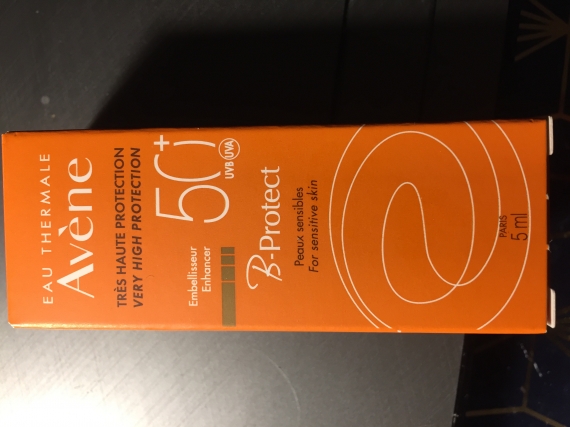 EAU THERMALE
Avène
TRÈS HAUTE PROTECTION
VERY HIGH PROTECTION
50+
UVB UVA
Embellisseur
Enhancer
B-Protect
Peaux sensibles
For sensitive skin
PARIS
5 ml